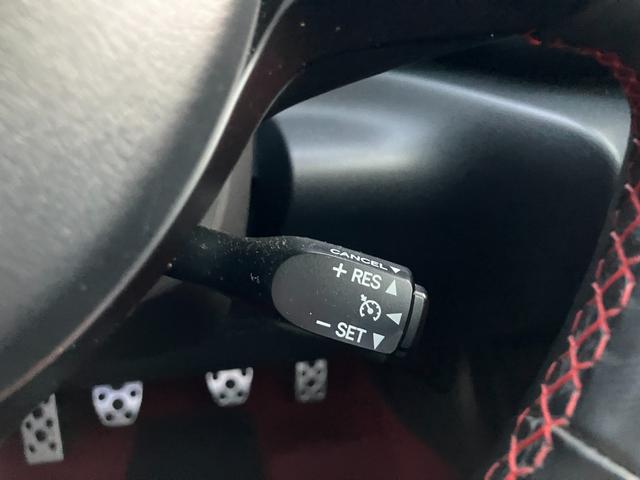 CANCEL▼
+ RES ▲
− SET ▼